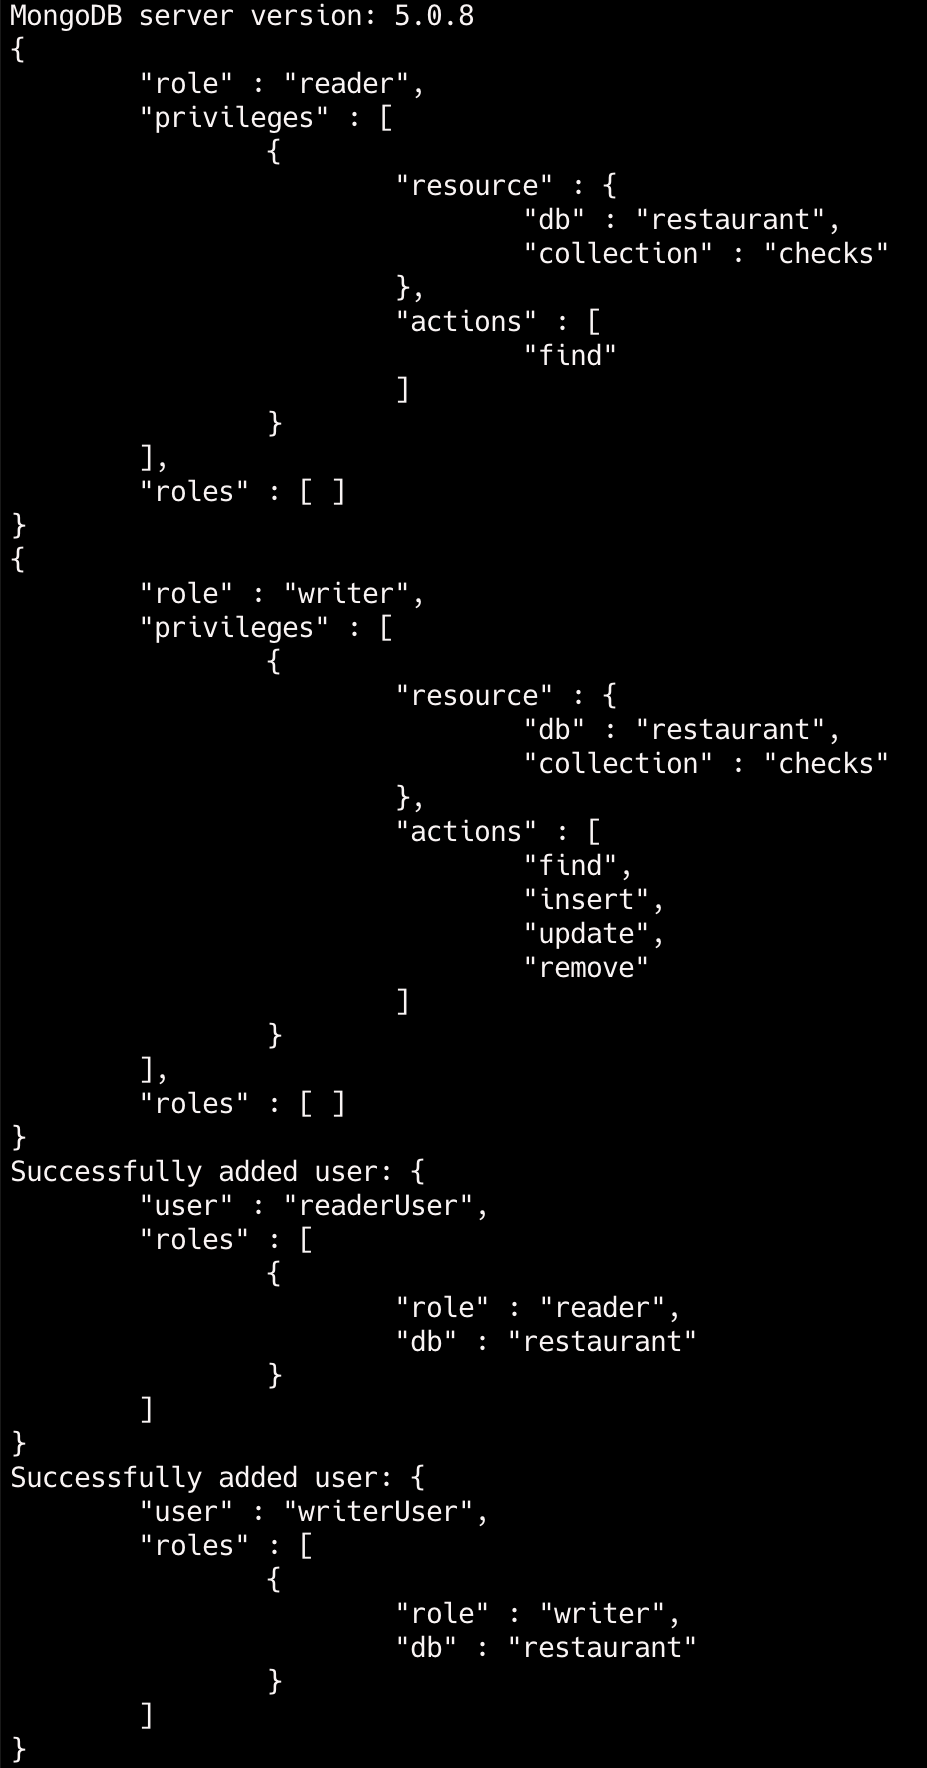 MongoDB server version: 5.0.8
{
        "role" : "reader",
        "privileges" : [
                {
                        "resource" : {
                                "db" : "restaurant",
                                "collection" : "checks"
                        },
                        "actions" : [
                                "find"
                        ]
                }
        ],
        "roles" : [ ]
}
{
        "role" : "writer",
        "privileges" : [
                {
                        "resource" : {
                                "db" : "restaurant",
                                "collection" : "checks"
                        },
                        "actions" : [
                                "find",
                                "insert",
                                "update",
                                "remove"
                        ]
                }
        ],
        "roles" : [ ]
}
Successfully added user: {
        "user" : "readerUser",
        "roles" : [
                {
                        "role" : "reader",
                        "db" : "restaurant"
                }
        ]
}
Successfully added user: {
        "user" : "writerUser",
        "roles" : [
                {
                        "role" : "writer",
                        "db" : "restaurant"
                }
        ]
}